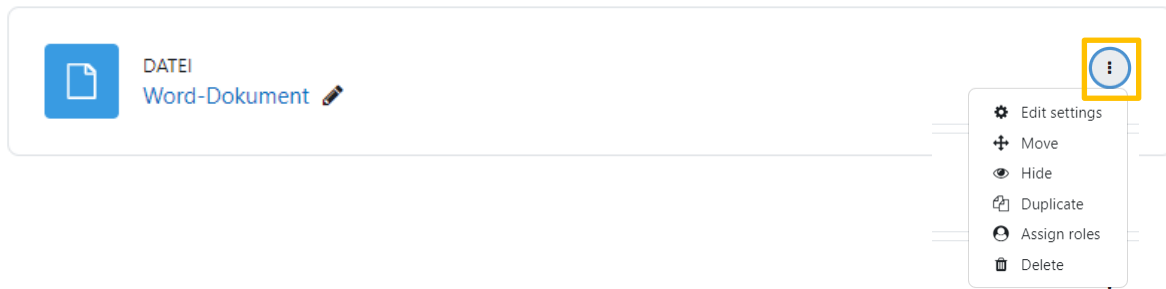 DATEI
Word-Dokument
Edit settings
Move
Hide
Duplicate
Assign roles
Delete